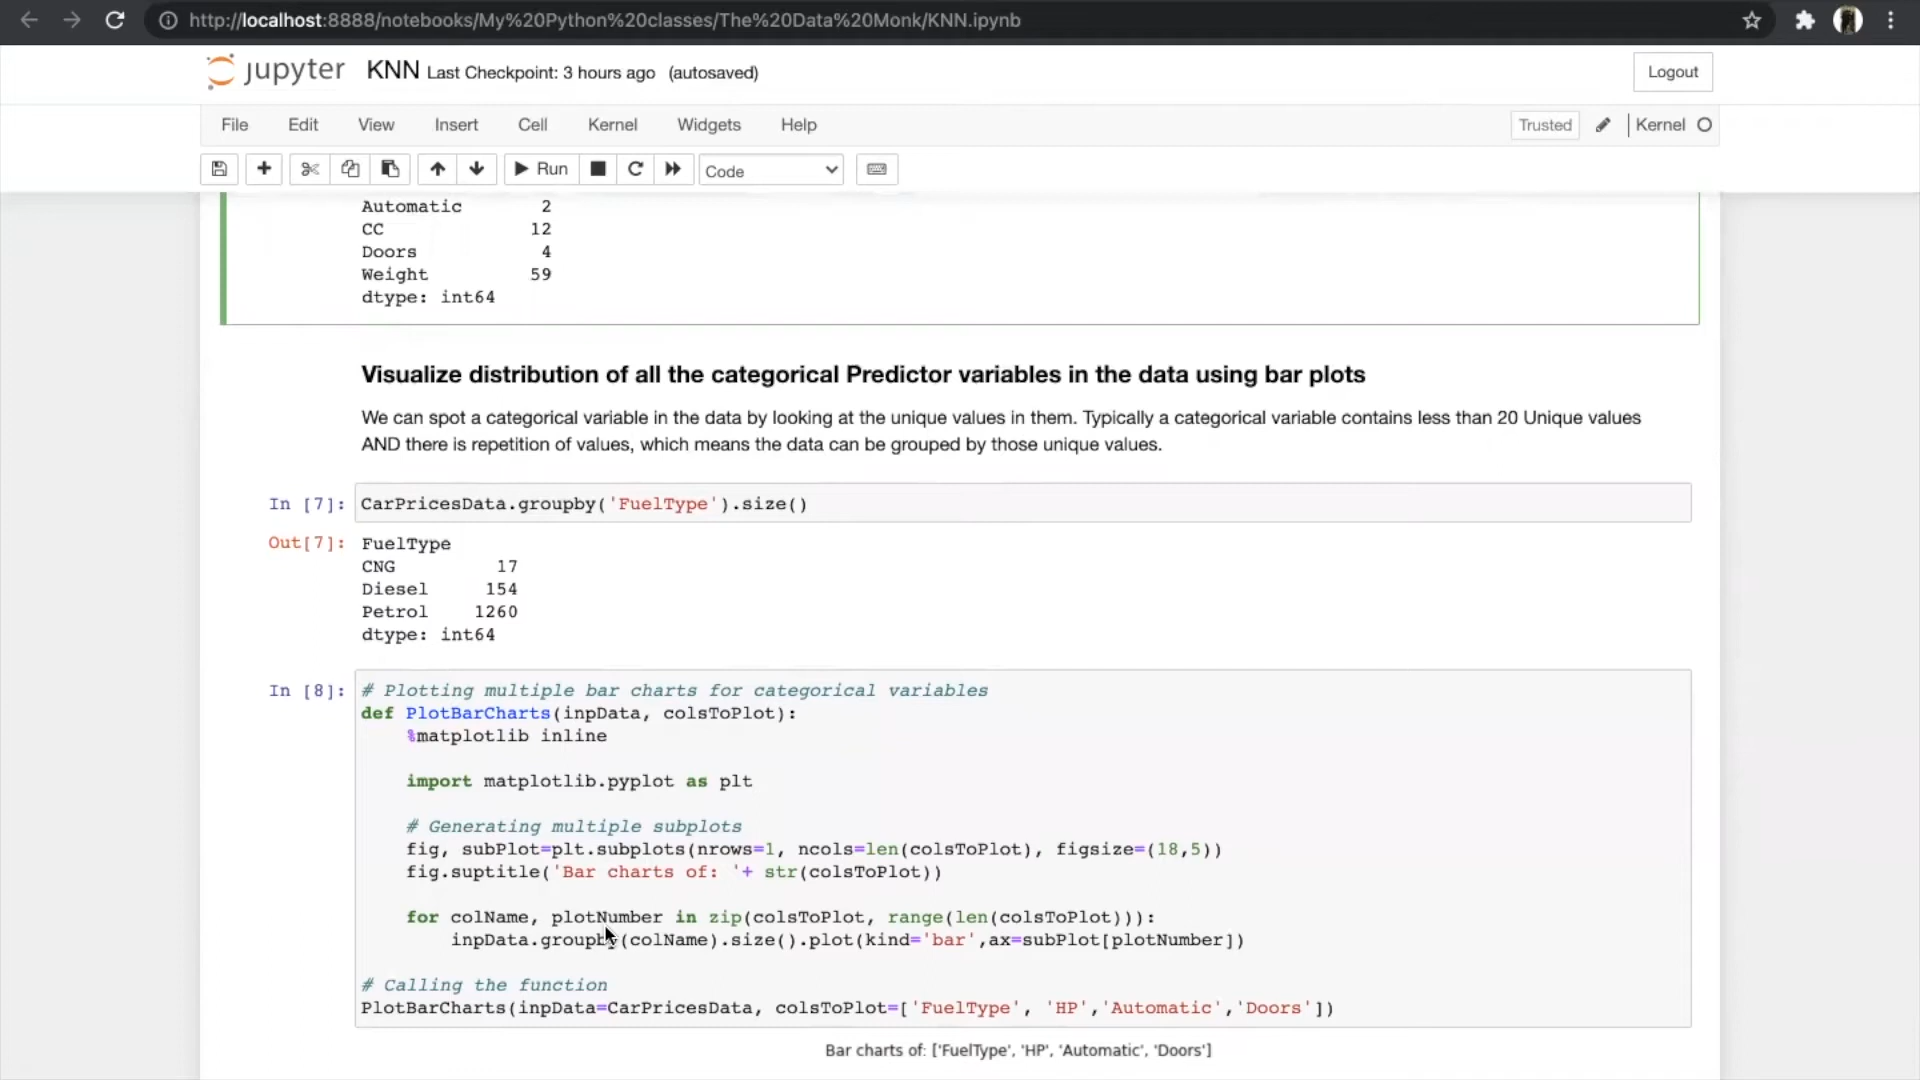 http://localhost:8888/notebooks/My%20Python%20classes/The%20Data%20Monk/KNN.ipynb
jupyter KNN Last Checkpoint: 3 hours ago (autosaved)
Logout
File Edit View Insert Cell Kernel Widgets Help
Trusted Kernel
Run Code
Automatic 2
CC 12
Doors 4
Weight 59
dtype: int64
Visualize distribution of all the categorical Predictor variables in the data using bar plots
We can spot a categorical variable in the data by looking at the unique values in them. Typically a categorical variable contains less than 20 Unique values
AND there is repetition of values, which means the data can be grouped by those unique values.
In [7]: CarPricesData.groupby('FuelType').size()
Out[7]: FuelType
CNG 17
Diesel 154
Petrol 1260
dtype: int64
In [8]: # Plotting multiple bar charts for categorical variables
def PlotBarCharts(inpData, colsToPlot):
%matplotlib inline
import matplotlib.pyplot as plt
# Generating multiple subplots
fig, subPlot=plt.subplots(nrows=1, ncols=len(colsToPlot), figsize=(18,5))
fig.suptitle('Bar charts of: '+ str(colsToPlot))
for colName, plotNumber in zip(colsToPlot, range(len(colsToPlot))):
inpData.groupby(colName).size().plot(kind='bar',ax=subPlot[plotNumber])
# Calling the function
PlotBarCharts(inpData=CarPricesData, colsToPlot=['FuelType', 'HP','Automatic','Doors'])
Bar charts of: ['FuelType', 'HP', 'Automatic', 'Doors']